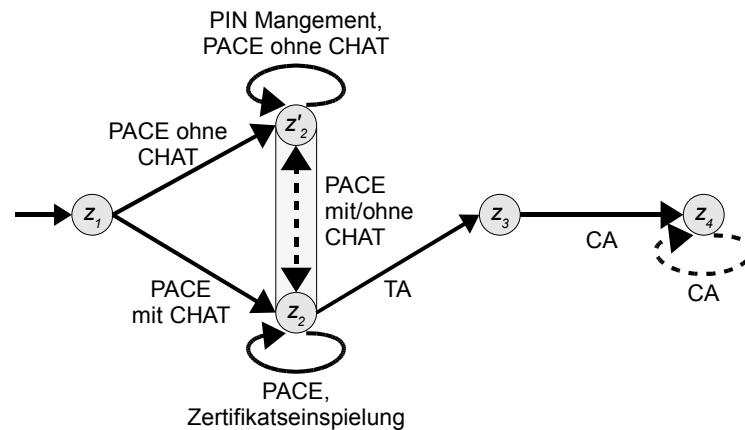 PIN Mangement,
PACE ohne CHAT
z'2
PACE ohne
CHAT
z1
PACE
mit/ohne
CHAT
z3
z4
CA
CA
PACE
mit CHAT
z2
TA
PACE,
Zertifikatseinspielung